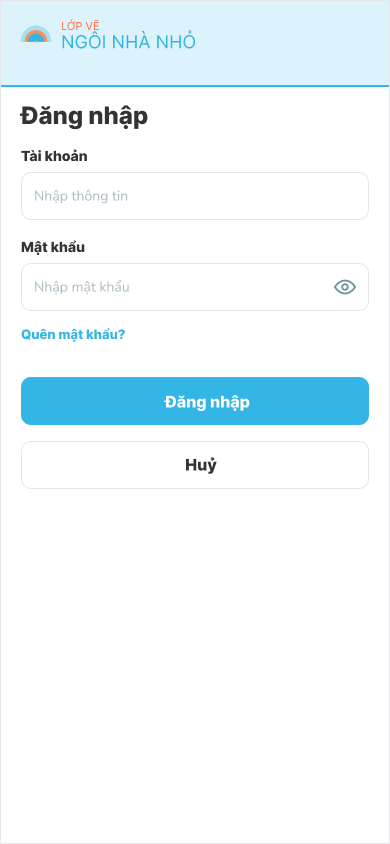 LỚP VẼ
NGÔI NHÀ NHỎ
Đăng nhập
Tài khoản
Nhập thông tin
Mật khẩu
Nhập mật khẩu
Quên mật khẩu?
Đăng nhập
Huỷ